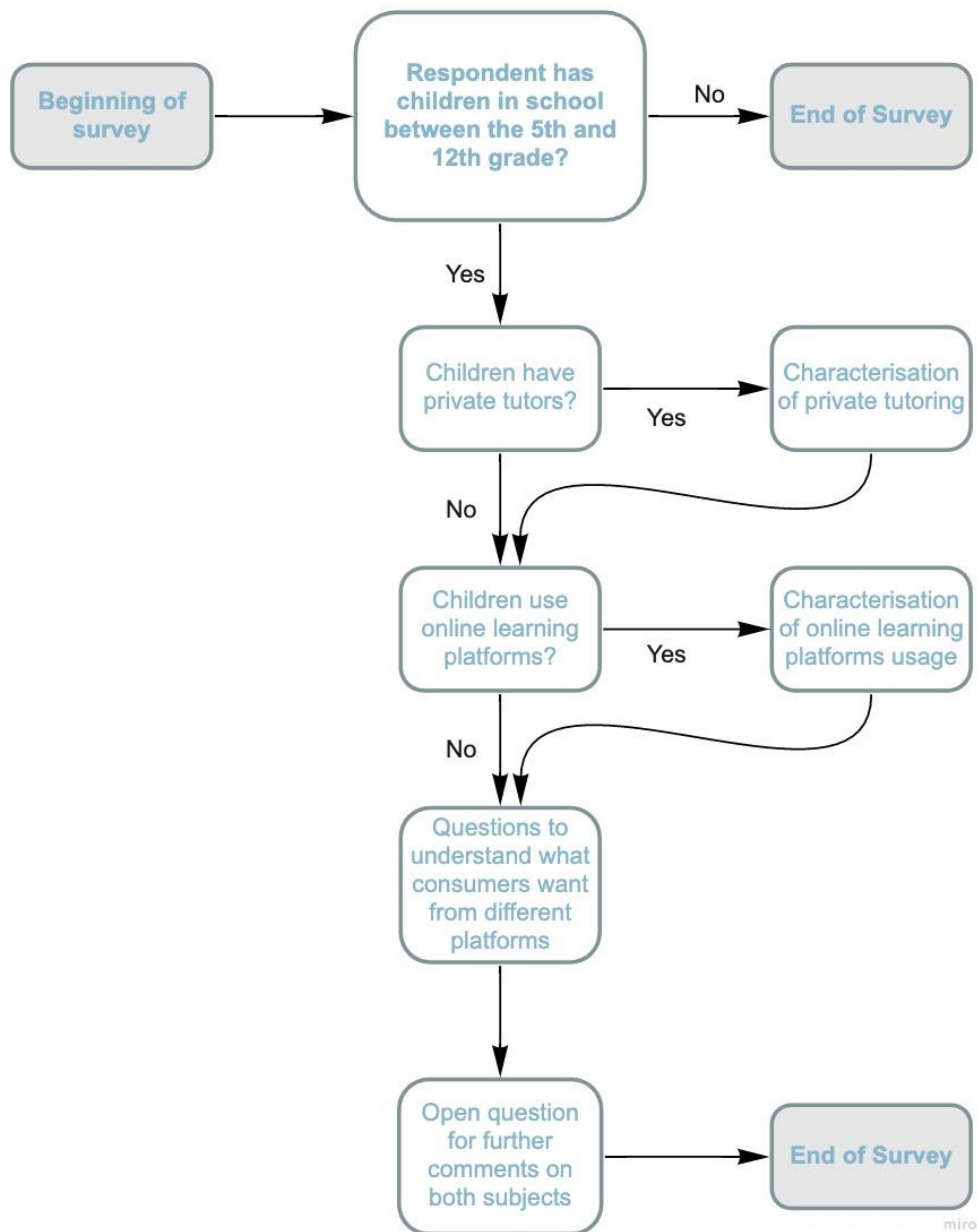 Beginning of
survey
Respondent has
children in school
between the 5th and
12th grade?
No
End of Survey
Yes
Children have
private tutors?
Yes
Characterisation
of private tutoring
No
Children use
online learning
platforms?
Yes
Characterisation
of online learning
platforms usage
No
Questions to
understand what
consumers want
from different
platforms
Open question
for further
comments on
both subjects
End of Survey
miro